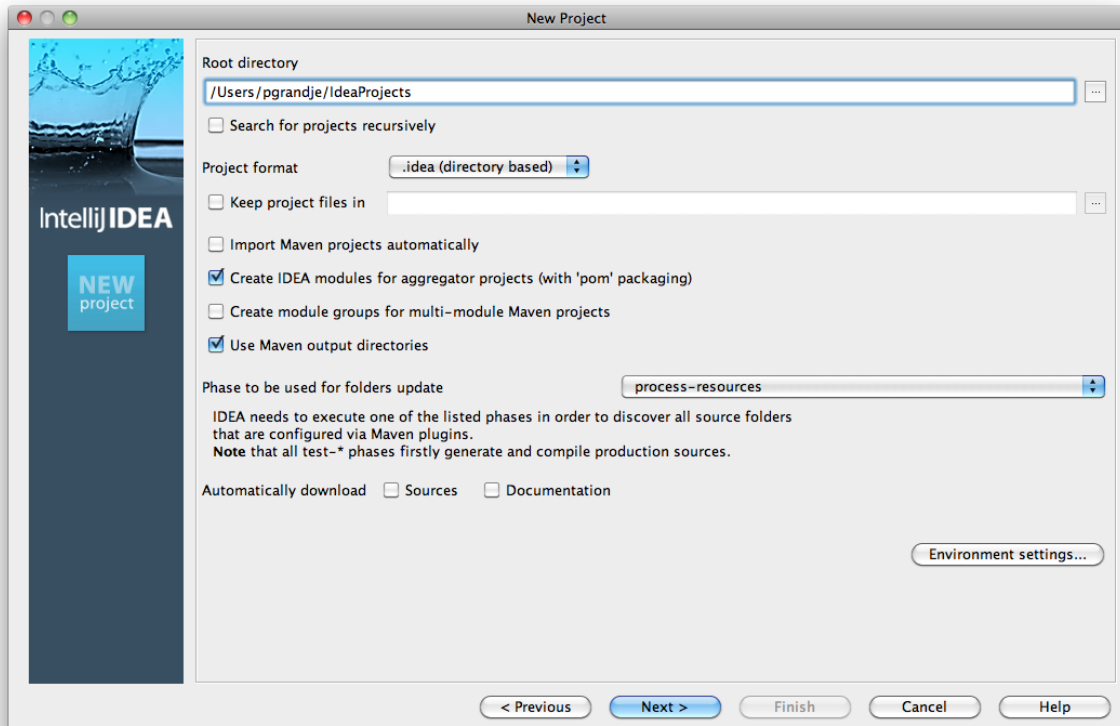 New Project
Root directory
/Users/pgrandje/IdeaProjects
...
Search for projects recursively
Project format
.idea (directory based)
Keep project files in
...
IntelliJIDEA
Import Maven projects automatically
NEW
project
Create IDEA modules for aggregator projects (with 'pom' packaging)
Create module groups for multi-module Maven projects
Use Maven output directories
Phase to be used for folders update
process-resources
IDEA needs to execute one of the listed phases in order to discover all source folders
that are configured via Maven plugins.
Note that all test-* phases firstly generate and compile production sources.
Automatically download Sources Documentation
Environment settings...
< Previous Next > Finish Cancel Help